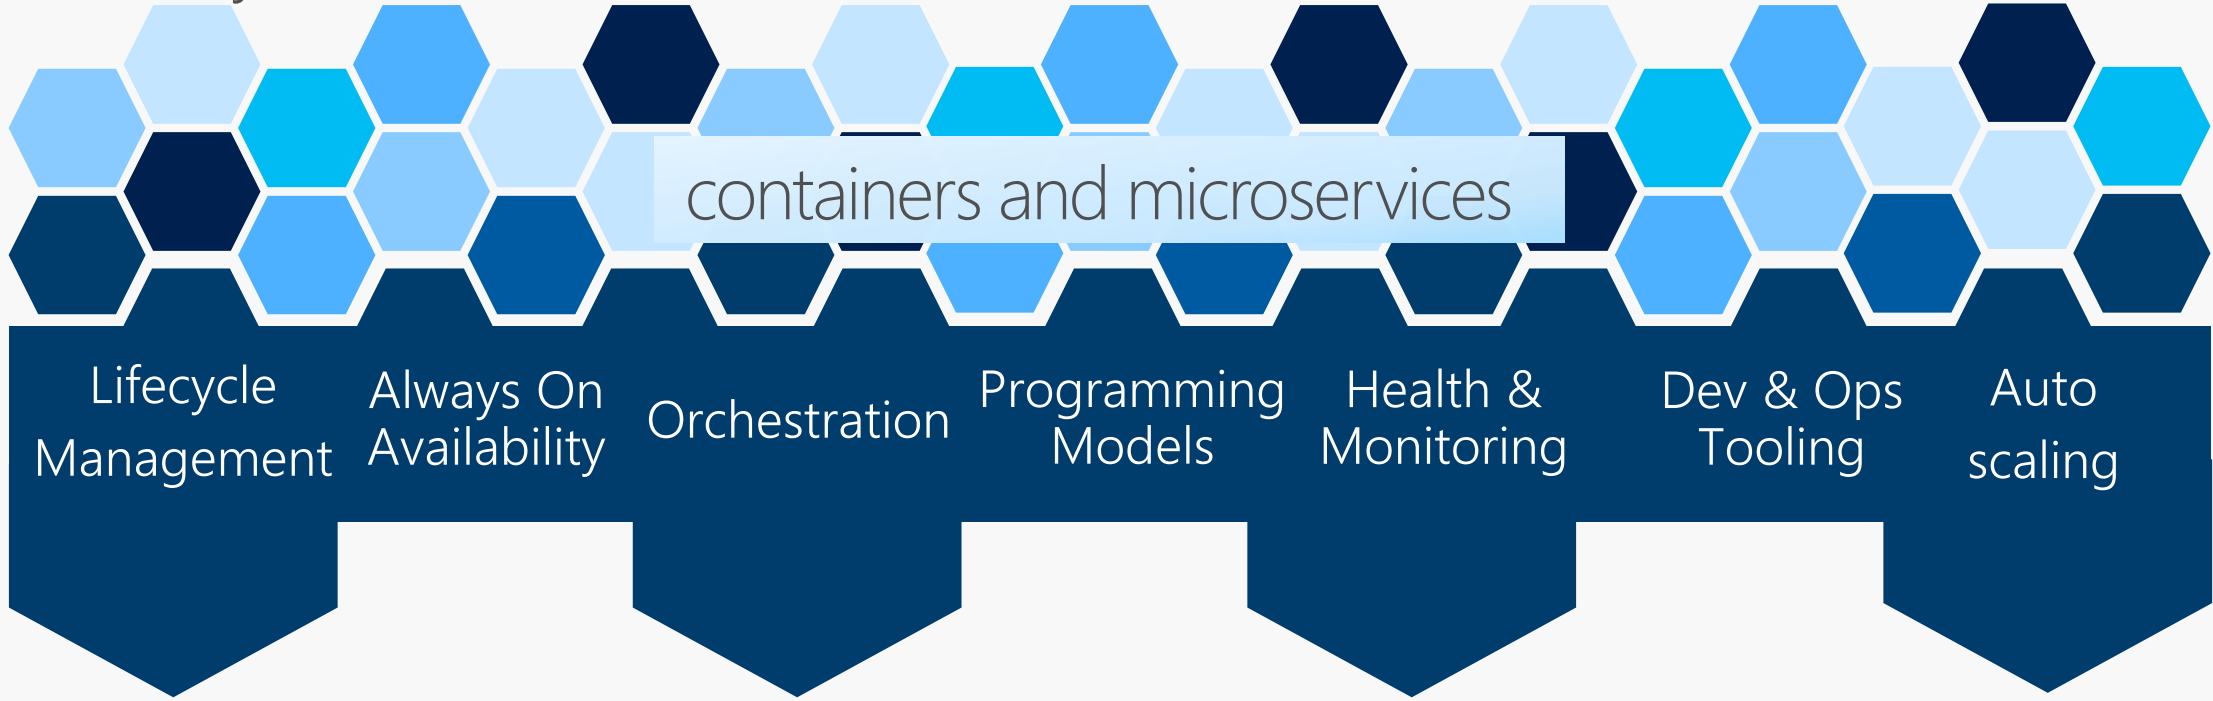 containers and microservices
Lifecycle
Management
Always On
Availability
Orchestration
Programming
Models
Health &
Monitoring
Dev & Ops
Tooling
Auto
scaling